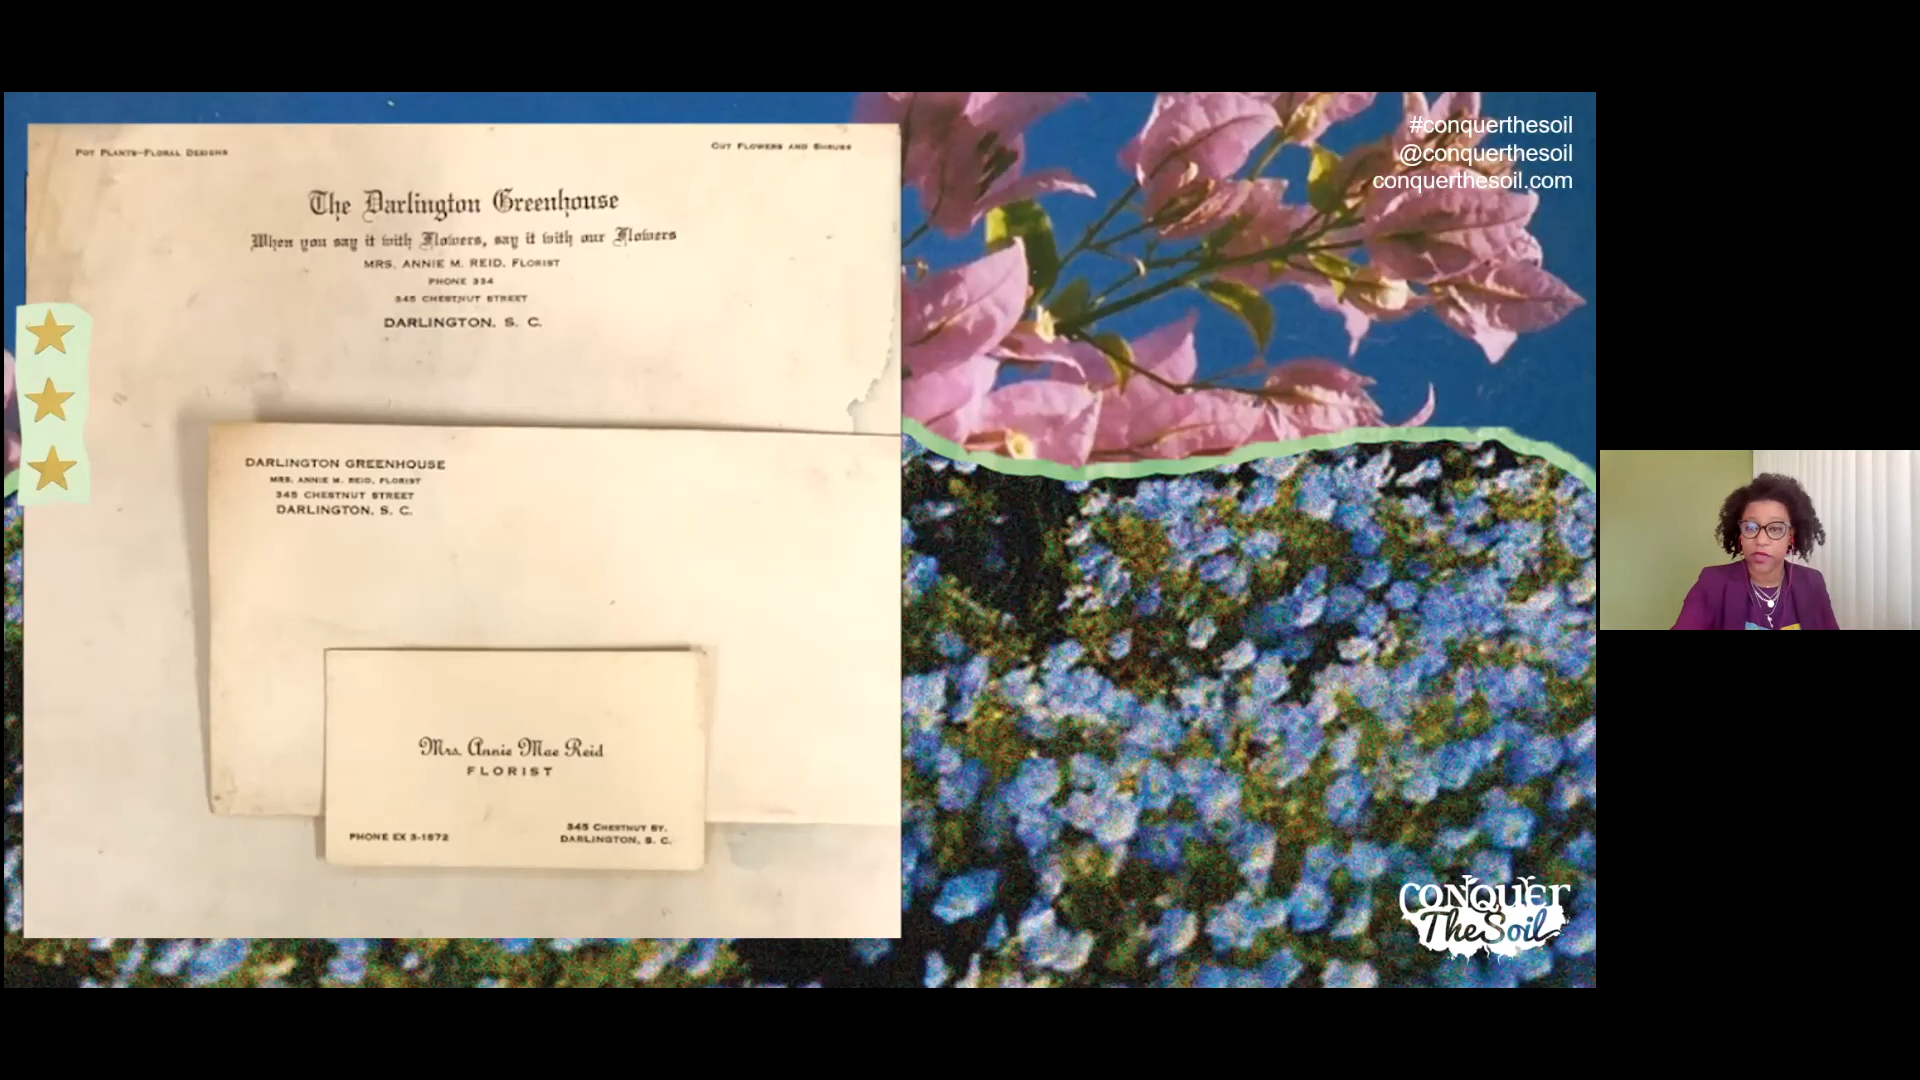 #conquerthesoil
@conquerthesoil
conquerthesoil.com
POT PLANTS—FLORAL DESIGNS
CUT FLOWERS AND SHRUBS
The Darlington Greenhouse
When you say it with Flowers, say it with our Flowers
MRS. ANNIE M. REID, FLORIST
PHONE 334
345 CHESTNUT STREET
DARLINGTON, S. C.
DARLINGTON GREENHOUSE
MRS. ANNIE M. REID, FLORIST
345 CHESTNUT STREET
DARLINGTON, S. C.
Mrs. Annie Mae Reid
FLORIST
PHONE EX 3-1872
345 CHESTNUT ST.
DARLINGTON, S. C.
CONQUER
The Soil